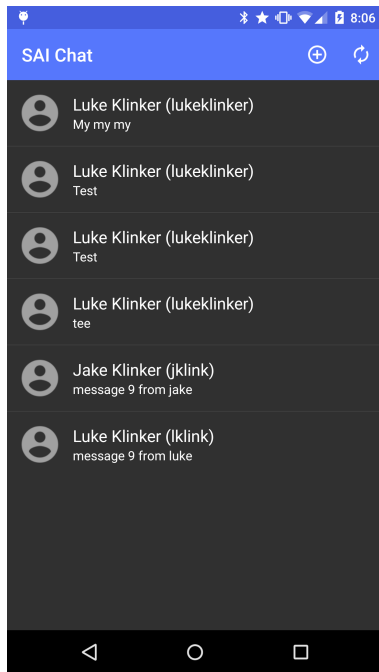 8:06
SAI Chat
Luke Klinker (lukeklinker)
My my my
Luke Klinker (lukeklinker)
Test
Luke Klinker (lukeklinker)
Test
Luke Klinker (lukeklinker)
tee
Jake Klinker (jklink)
message 9 from jake
Luke Klinker (lklink)
message 9 from luke